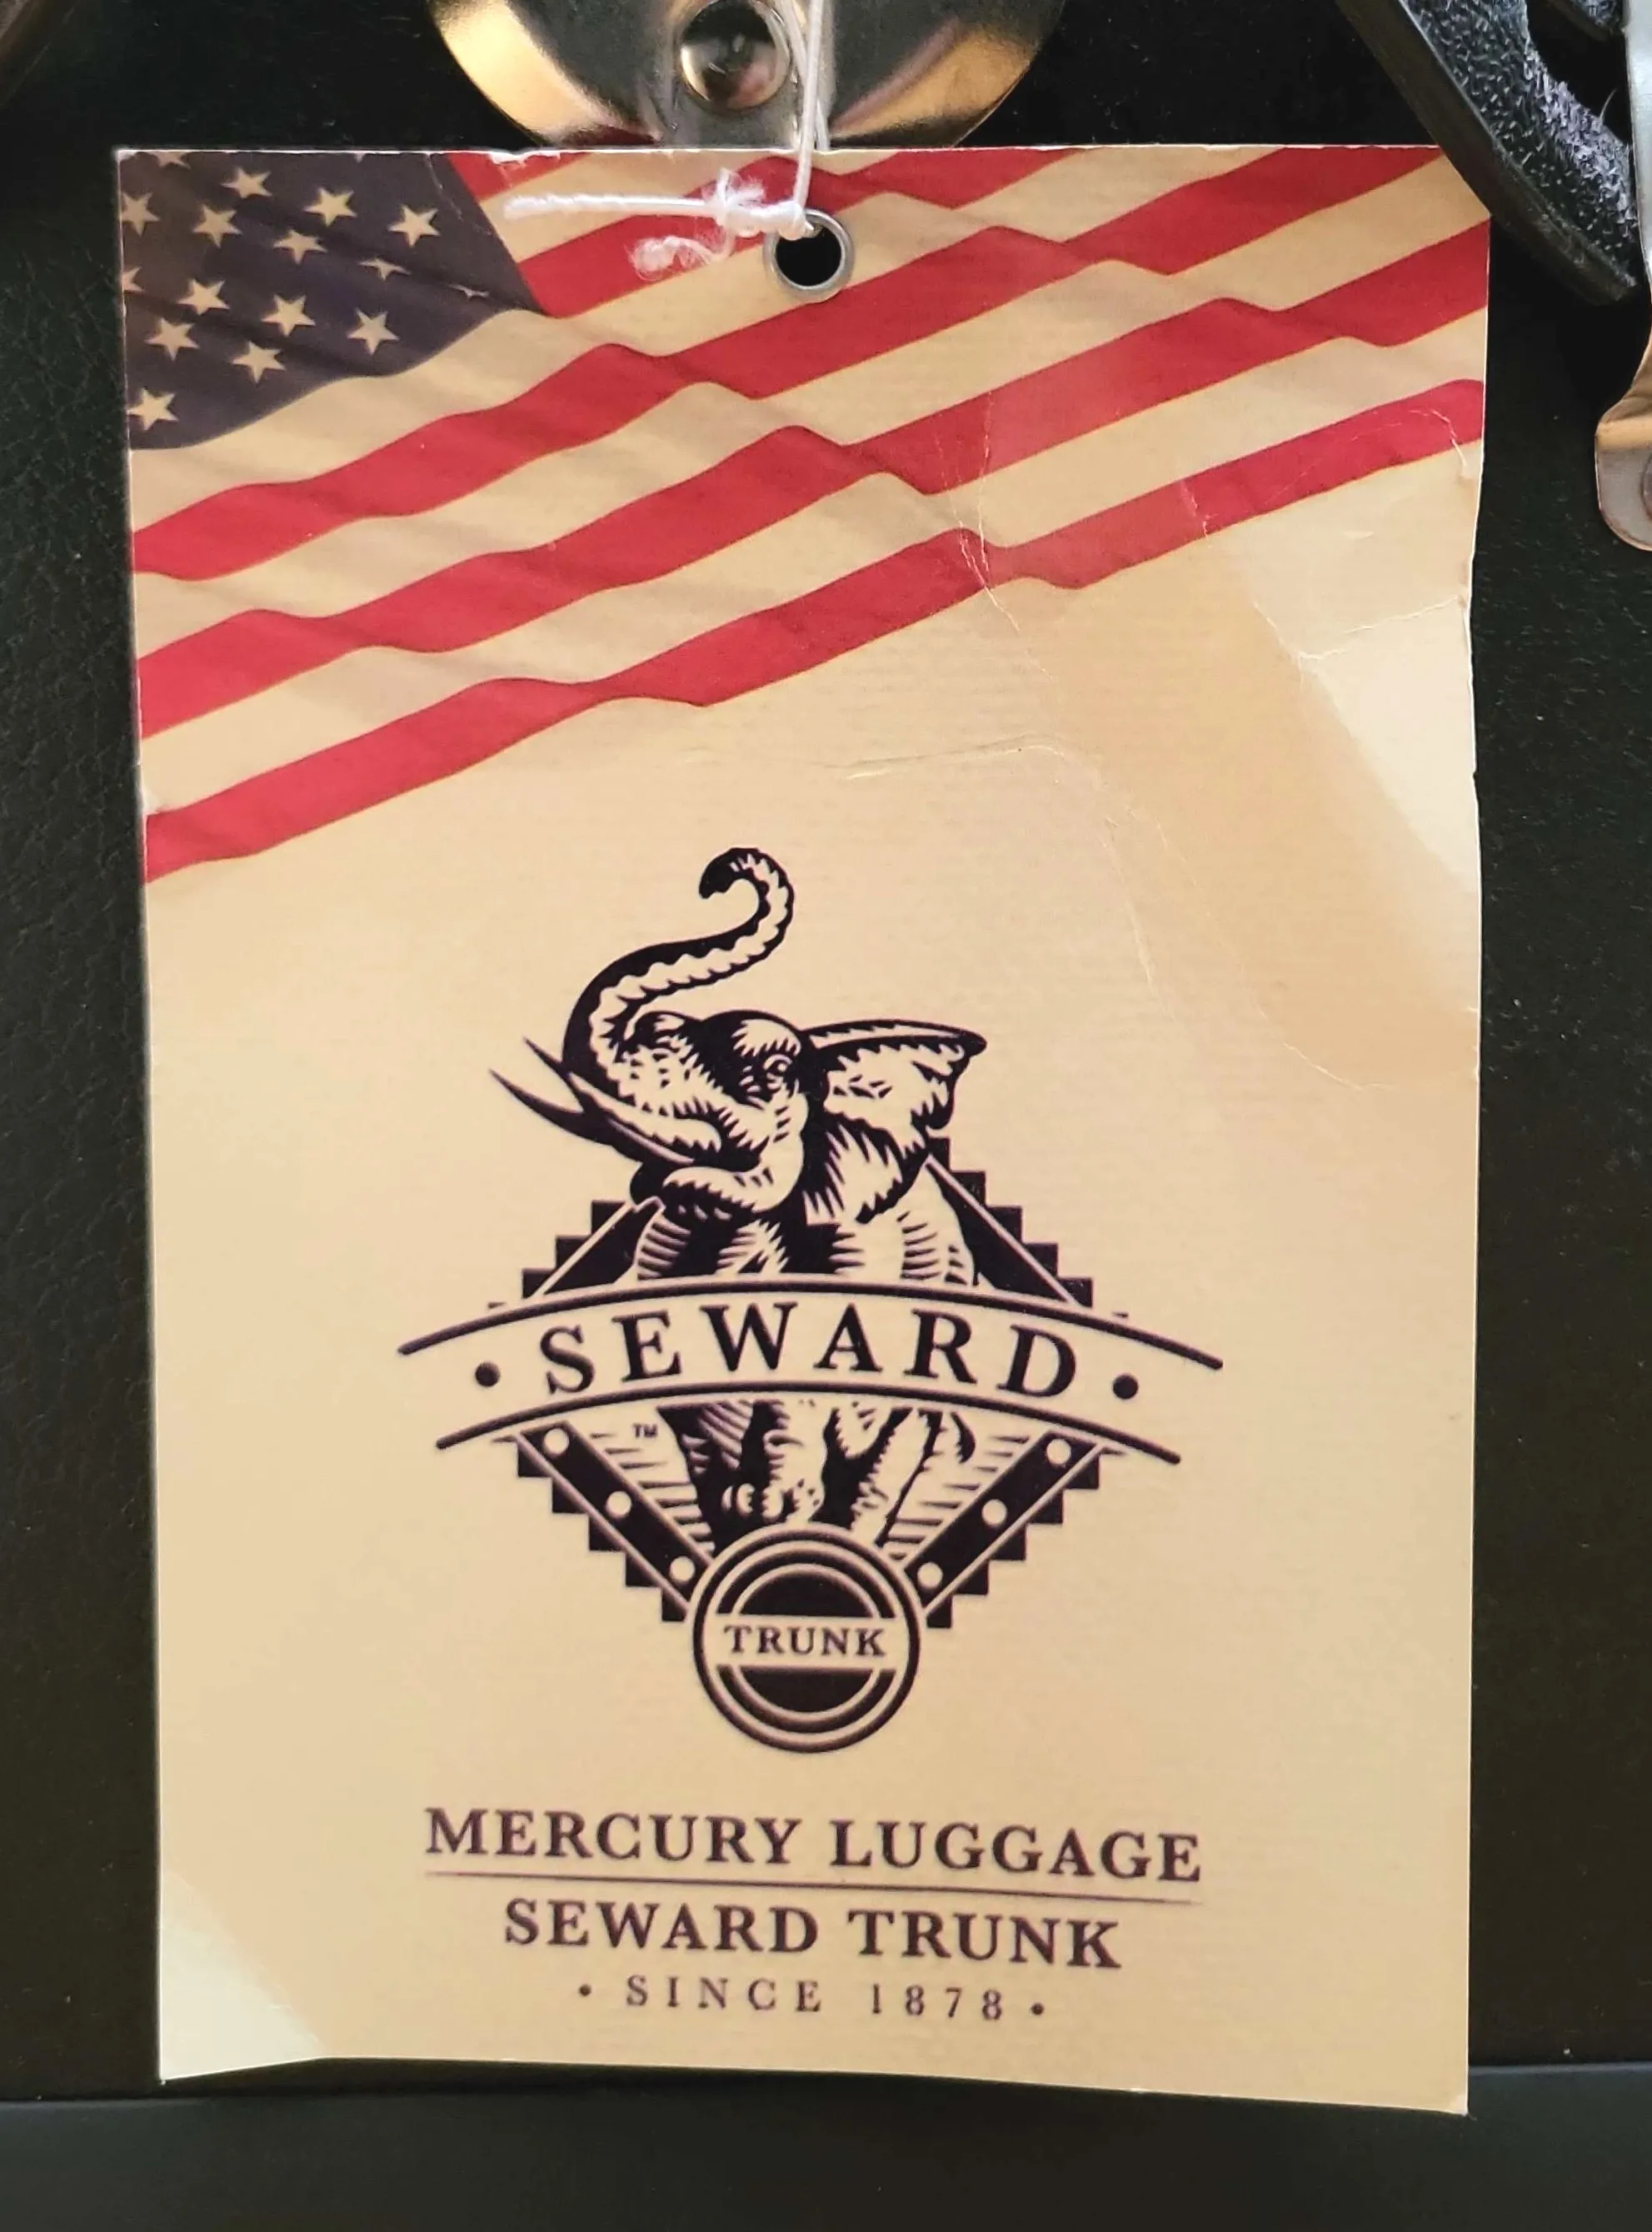 • SEWARD •
TM
TRUNK
MERCURY LUGGAGE
SEWARD TRUNK
• SINCE 1878 •